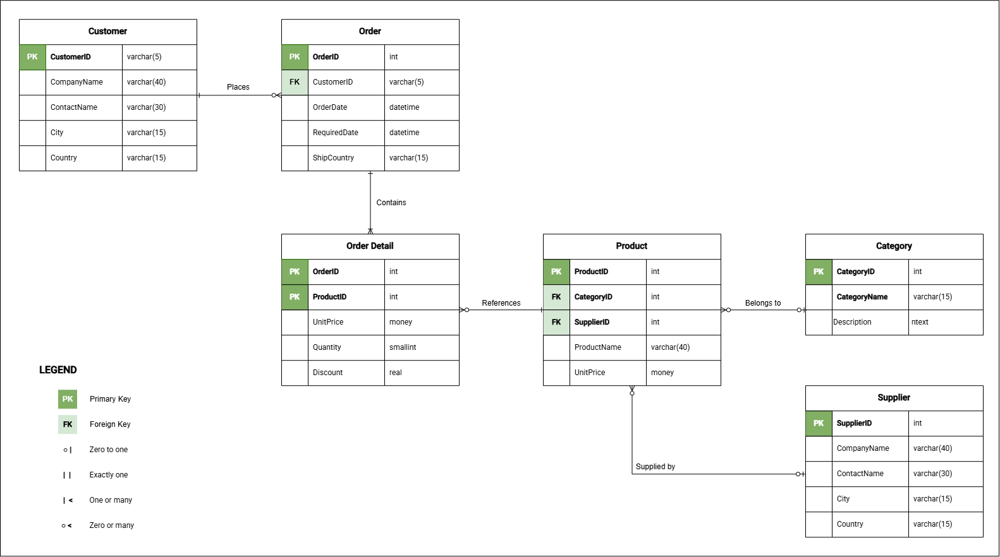 Customer
PK CustomerID varchar(5)
CompanyName varchar(40)
ContactName varchar(30)
City varchar(15)
Country varchar(15)
Places
Order
PK OrderID int
FK CustomerID varchar(5)
OrderDate datetime
RequiredDate datetime
ShipCountry varchar(15)
Contains
Order Detail
PK OrderID int
PK ProductID int
UnitPrice money
Quantity smallint
Discount real
References
Product
PK ProductID int
FK CategoryID int
FK SupplierID int
ProductName varchar(40)
UnitPrice money
Belongs to
Category
PK CategoryID int
CategoryName varchar(15)
Description ntext
Supplied by
Supplier
PK SupplierID int
CompanyName varchar(40)
ContactName varchar(30)
City varchar(15)
Country varchar(15)
LEGEND
PK Primary Key
FK Foreign Key
Zero to one
Exactly one
One or many
Zero or many